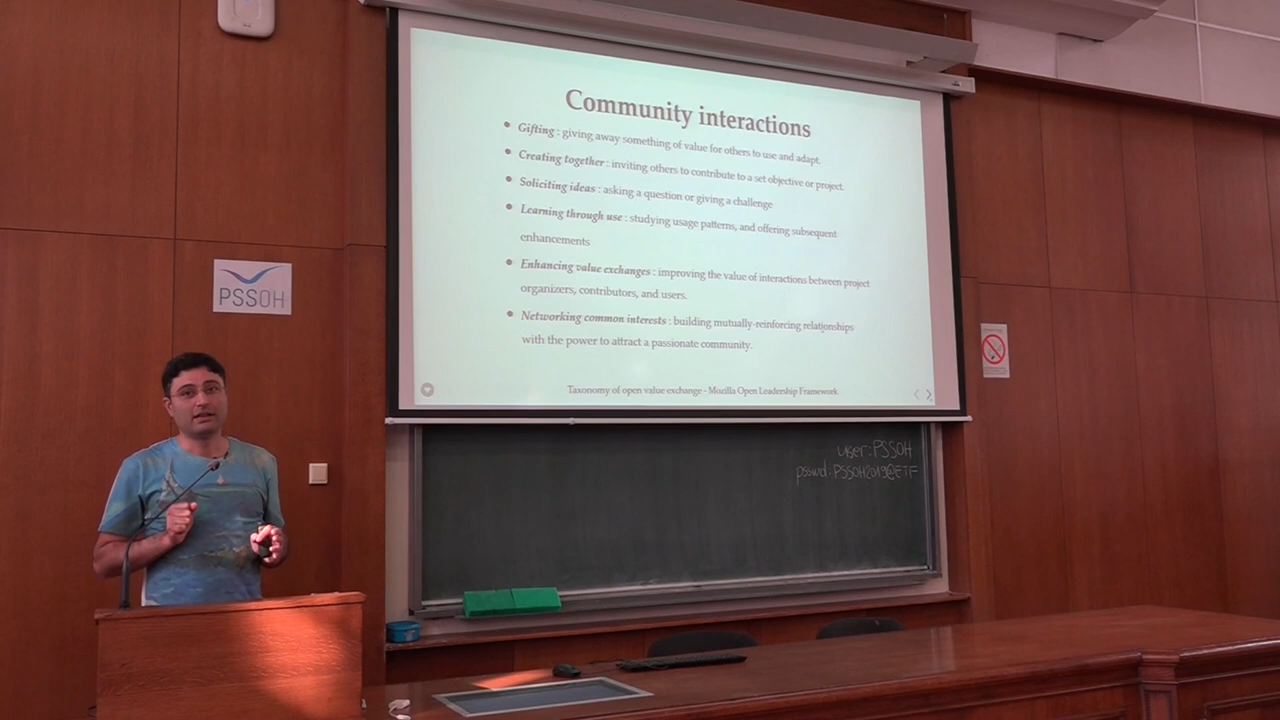 Community interactions
Gifting : giving away something of value for others to use and adapt.
Creating together : inviting others to contribute to a set objective or project.
Soliciting ideas : asking a question or giving a challenge
Learning through use : studying usage patterns, and offering subsequent
enhancements
Enhancing value exchanges : improving the value of interactions between project
organizers, contributors, and users.
Networking common interests : building mutually-reinforcing relationships
with the power to attract a passionate community.
Taxonomy of open value exchange - Mozilla Open Leadership Framework
PSSOH
user: PSSOH
psswd: PSSOH2019@ETF